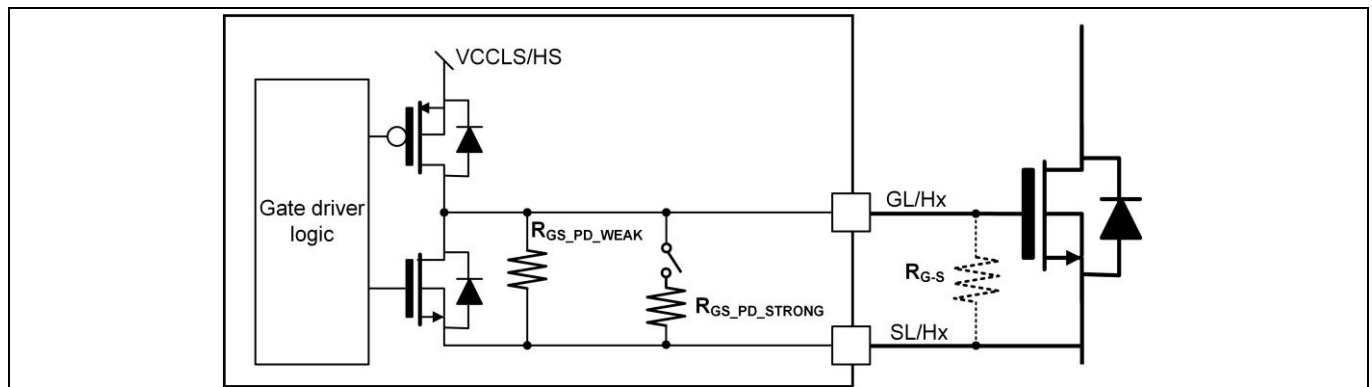 VCCLS/HS
Gate driver
logic
RGS_PD_WEAK
RGS_PD_STRONG
GL/Hx
RG-S
SL/Hx